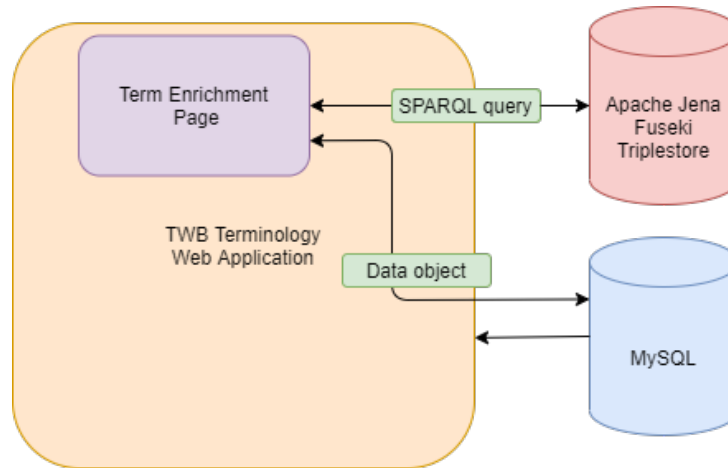 Term Enrichment
Page
SPARQL query
Apache Jena
Fuseki
Triplestore
TWB Terminology
Web Application
Data object
MySQL